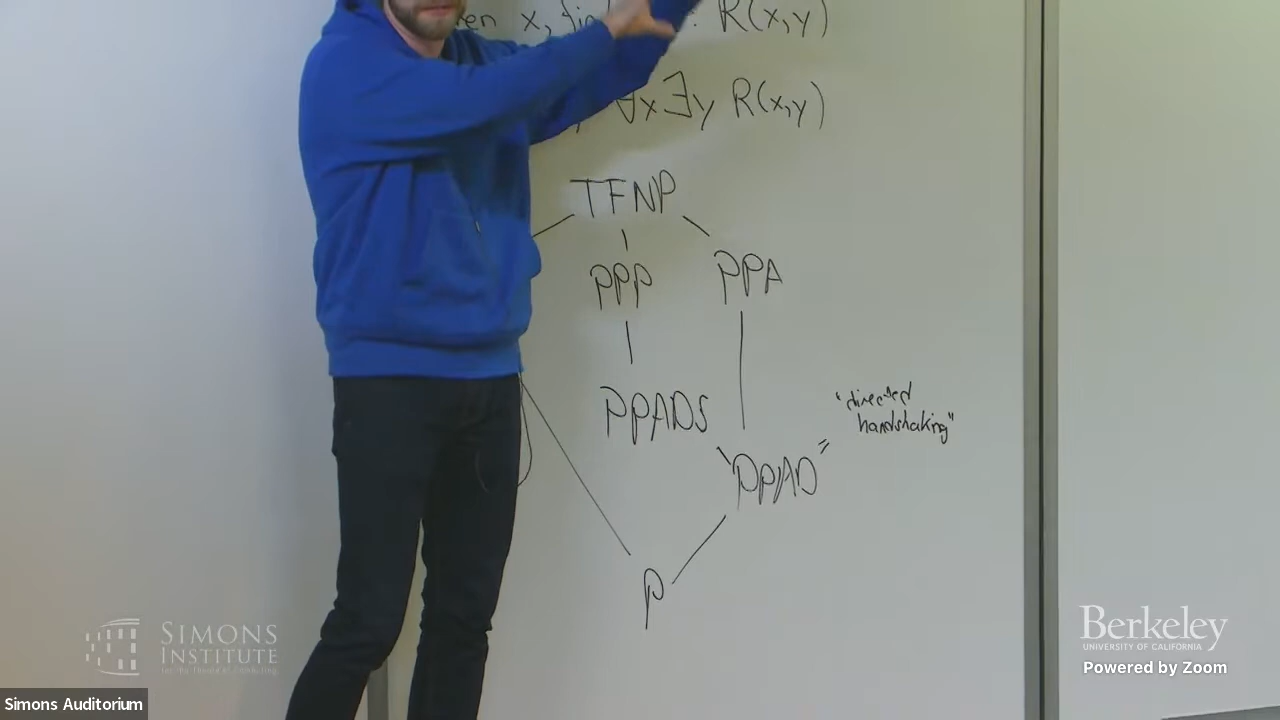 x, R(x,y)
∀x∃y R(x,y)
TFNP
PPP PPA
PPADS
"directed
handshaking"
PPAD
P
SIMONS
INSTITUTE
Berkeley
UNIVERSITY OF CALIFORNIA
Powered by Zoom
Simons Auditorium